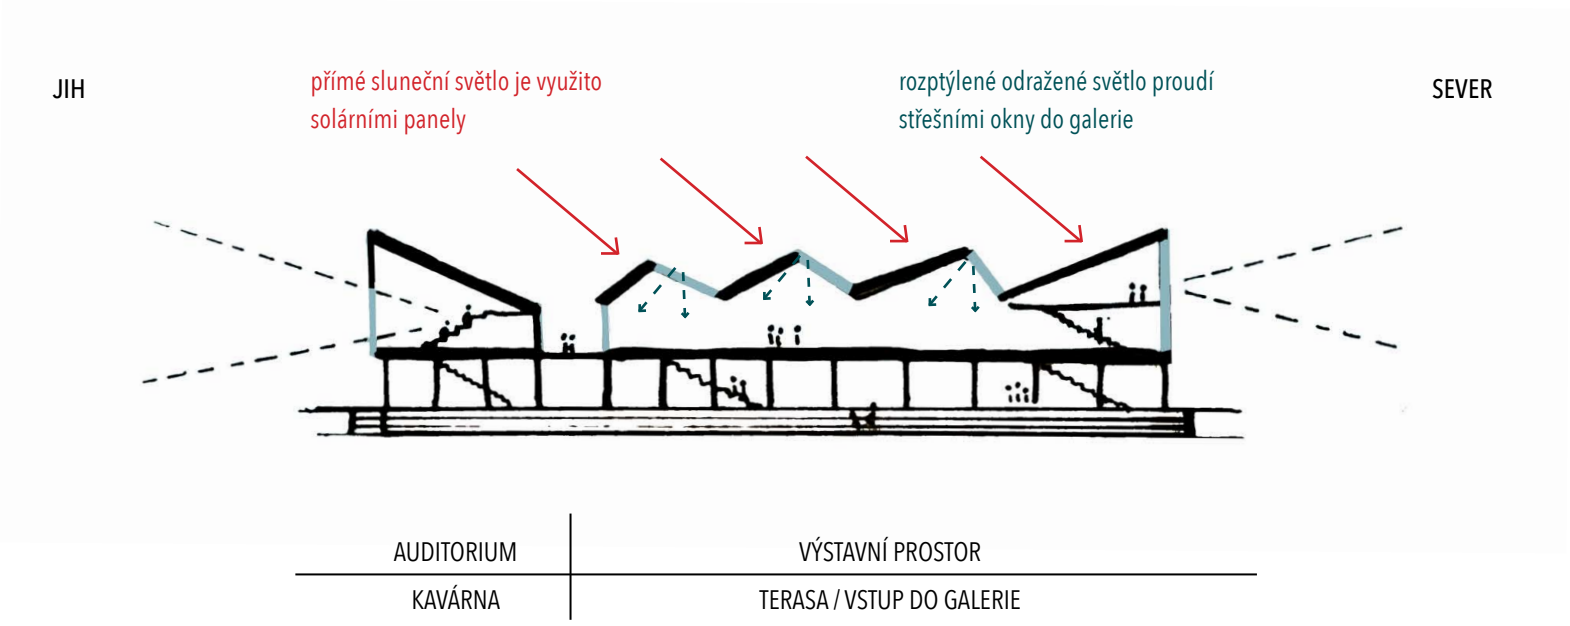 JIH
přímé sluneční světlo je využito
solárními panely
rozptýlené odražené světlo proudí
střešními okny do galerie
SEVER
AUDITORIUM
VÝSTAVNÍ PROSTOR
KAVÁRNA
TERASA / VSTUP DO GALERIE